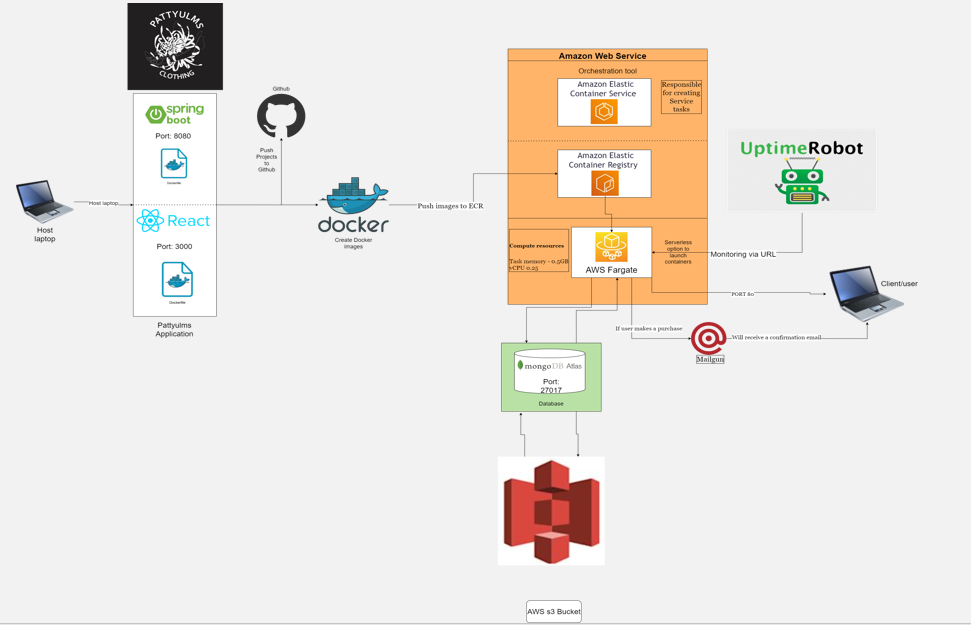 PATTYULMS
CLOTHING
spring
boot
Port: 8080
Dockerfile
React
Port: 3000
Dockerfile
Pattyulms
Application
Host laptop
Host
laptop
Github
Push
Projects
to
Github
docker
Create Docker
images
Push images to ECR
Amazon Web Service
Orchestration tool
Amazon Elastic
Container Service
Responsible
for creating
Service
tasks
Amazon Elastic
Container Registry
Compute resources
Task memory - 0.5GB
vCPU 0.25
AWS Fargate
Serverless
option to
launch
containers
UptimeRobot
Monitoring via URL
PORT 80
Client/user
If user makes a purchase
Mailgun
Will receive a confirmation email
mongoDB Atlas
Port:
27017
Database
AWS s3 Bucket